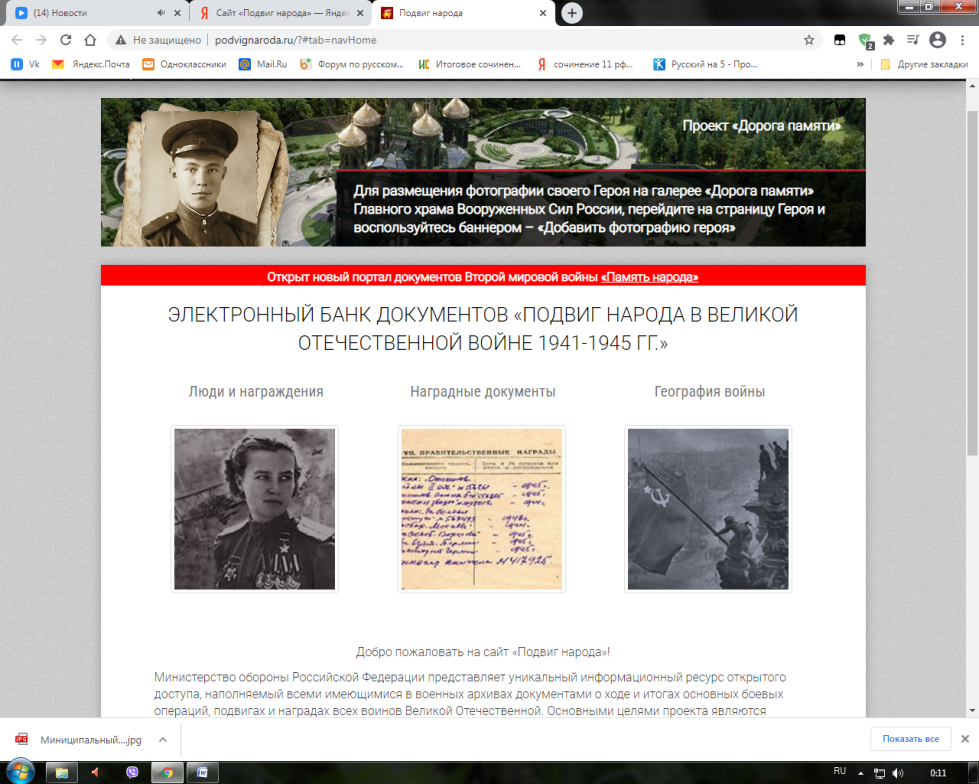 (14) Новости
Сайт «Подвиг народа» — Янде
Подвиг народа
Не защищено
podvignaroda.ru/?#tab=navHome
2
Vk
Яндекс.Почта
Одноклассники
Mail.Ru
Форум по русском...
Итоговое сочинен...
сочинение 11 рф...
Русский на 5 - Про...
»
Другие закладки
Проект «Дорога памяти»
Для размещения фотографии своего Героя на галерее «Дорога памяти»
Главного храма Вооруженных Сил России, перейдите на страницу Героя и
воспользуйтесь баннером – «Добавить фотографию героя»
Открыт новый портал документов Второй мировой войны «Память народа»
ЭЛЕКТРОННЫЙ БАНК ДОКУМЕНТОВ «ПОДВИГ НАРОДА В ВЕЛИКОЙ
ОТЕЧЕСТВЕННОЙ ВОЙНЕ 1941-1945 ГГ.»
Люди и награждения
Наградные документы
География войны
VII. ПРАВИТЕЛЬСТВЕННЫЕ НАГРАДЫ
Добро пожаловать на сайт «Подвиг народа»!
Министерство обороны Российской Федерации представляет уникальный информационный ресурс открытого
доступа, наполняемый всеми имеющимися в военных архивах документами о ходе и итогах основных боевых
операций, подвигах и наградах всех воинов Великой Отечественной. Основными целями проекта являются
JPG
Миниципальный....jpg
Показать все
RU
0:11